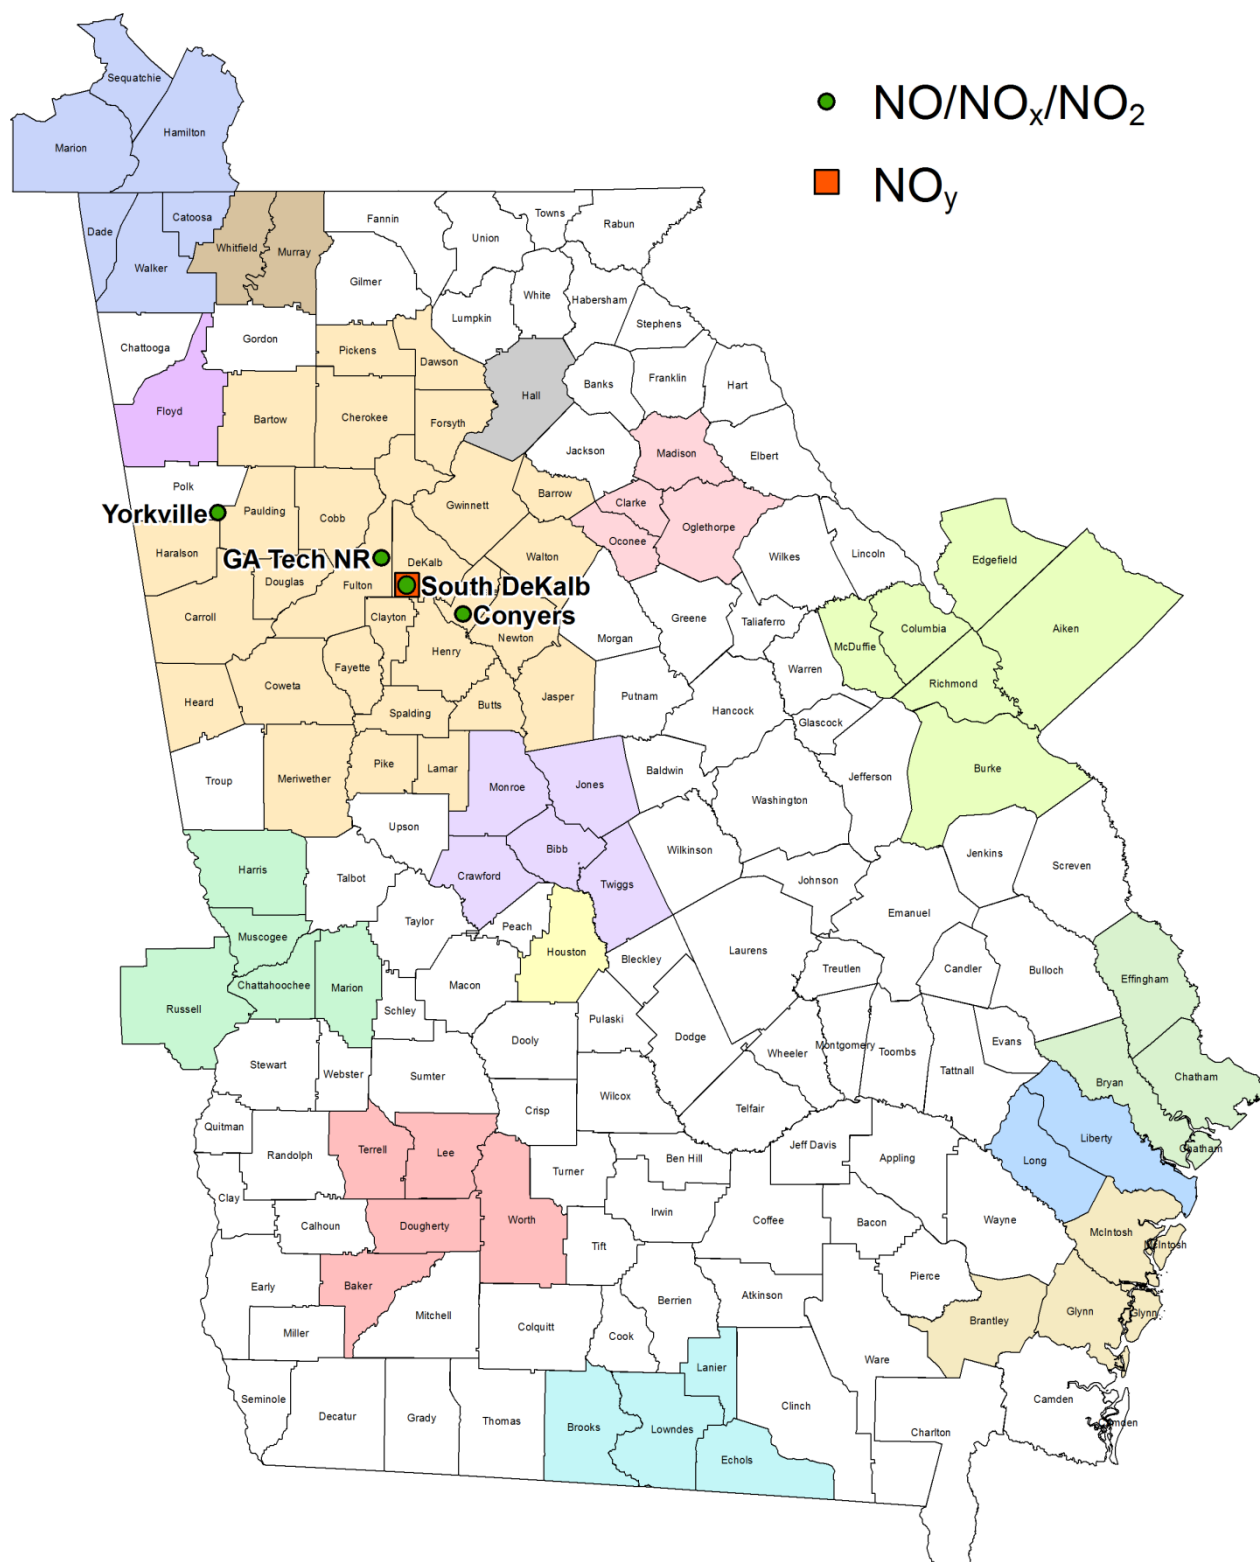 NO/NOx/NO2
NOy
Sequatchie
Marion
Hamilton
Dade
Catoosa
Walker
Whitfield
Murray
Fannin
Union
Towns
Rabun
Gilmer
White
Habersham
Lumpkin
Stephens
Chattooga
Gordon
Pickens
Dawson
Hall
Banks
Franklin
Hart
Floyd
Bartow
Cherokee
Forsyth
Jackson
Madison
Elbert
Polk
Paulding
Cobb
Gwinnett
Barrow
Clarke
Oconee
Oglethorpe
Yorkville
GA Tech NR
South DeKalb
Conyers
Haralson
Douglas
Fulton
DeKalb
Walton
Wilkes
Lincoln
Edgefield
Carroll
Clayton
Newton
Morgan
Greene
Taliaferro
McDuffie
Columbia
Aiken
Fayette
Henry
Warren
Richmond
Heard
Coweta
Spalding
Butts
Jasper
Putnam
Hancock
Glascock
Troup
Meriwether
Pike
Lamar
Monroe
Jones
Baldwin
Washington
Jefferson
Burke
Upson
Bibb
Wilkinson
Jenkins
Screven
Harris
Talbot
Crawford
Twiggs
Johnson
Emanuel
Muscogee
Taylor
Peach
Houston
Bleckley
Laurens
Treutlen
Candler
Bulloch
Effingham
Russell
Chattahoochee
Marion
Schley
Macon
Pulaski
Dodge
Wheeler
Montgomery
Toombs
Tattnall
Evans
Bryan
Chatham
Chatham
Stewart
Webster
Sumter
Dooly
Crisp
Wilcox
Telfair
Liberty
Long
Quitman
Randolph
Terrell
Lee
Turner
Ben Hill
Jeff Davis
Appling
Clay
Calhoun
Dougherty
Worth
Tift
Irwin
Coffee
Bacon
Wayne
McIntosh
McIntosh
Early
Baker
Mitchell
Miller
Colquitt
Cook
Berrien
Atkinson
Pierce
Brantley
Glynn
Glynn
Ware
Seminole
Decatur
Grady
Thomas
Brooks
Lowndes
Lanier
Echols
Clinch
Charlton
Camden